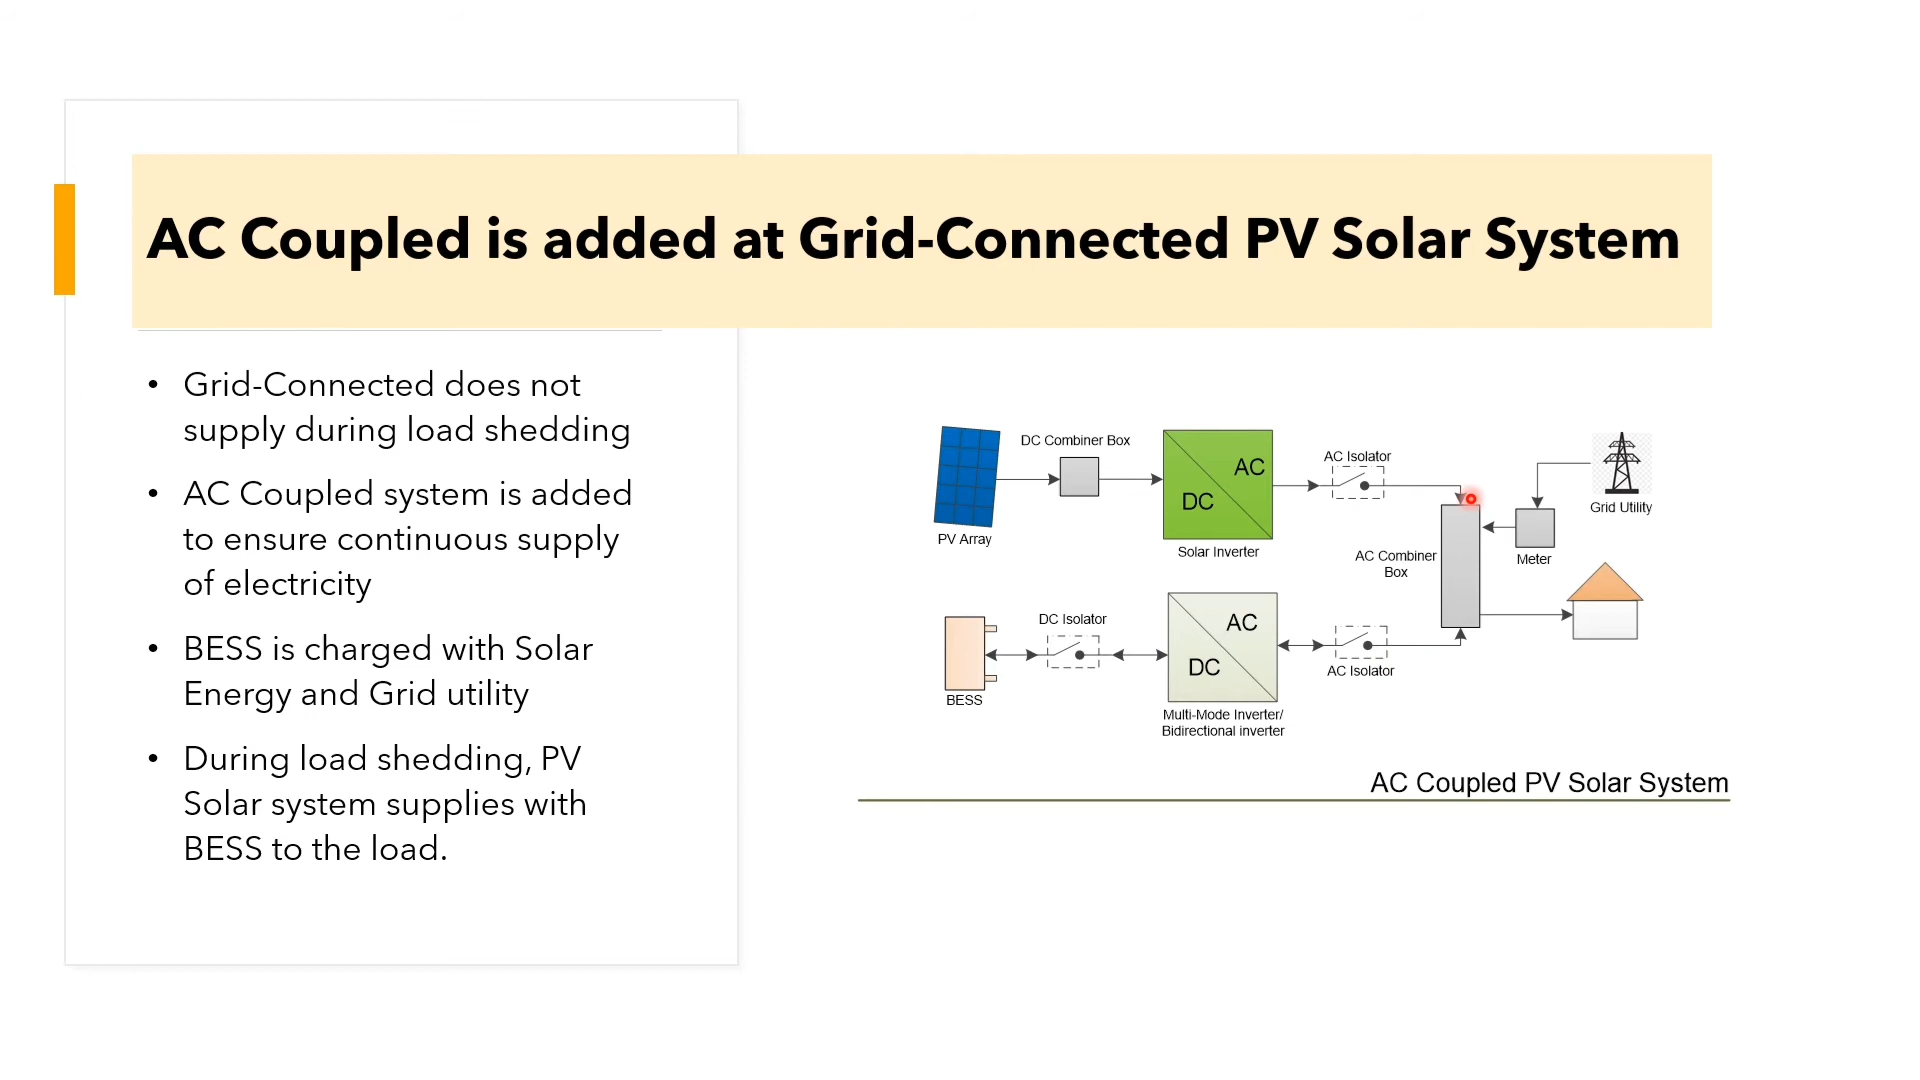 AC Coupled is added at Grid-Connected PV Solar System
• Grid-Connected does not
supply during load shedding
• AC Coupled system is added
to ensure continuous supply
of electricity
• BESS is charged with Solar
Energy and Grid utility
• During load shedding, PV
Solar system supplies with
BESS to the load.
PV Array
DC Combiner Box
AC
DC
Solar Inverter
AC Isolator
AC Combiner
Box
Grid Utility
Meter
BESS
DC Isolator
AC
DC
Multi-Mode Inverter/
Bidirectional inverter
AC Isolator
AC Coupled PV Solar System